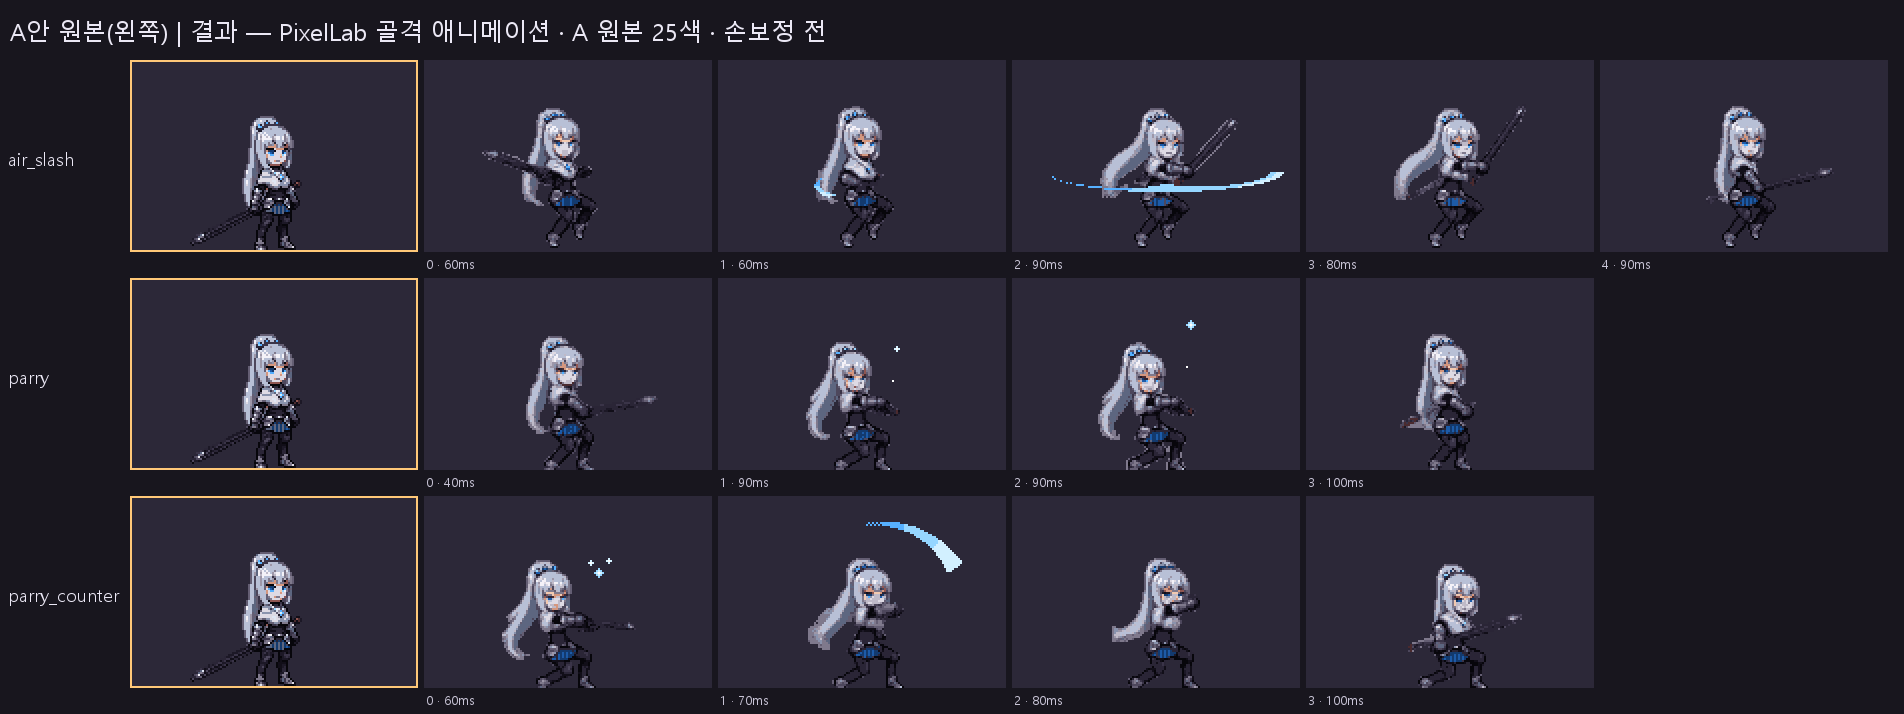 A안 원본(왼쪽) | 결과 — PixelLab 골격 애니메이션 · A 원본 25색 · 손보정 전
air_slash
0 · 60ms
1 · 60ms
2 · 90ms
3 · 80ms
4 · 90ms
parry
0 · 40ms
1 · 90ms
2 · 90ms
3 · 100ms
parry_counter
0 · 60ms
1 · 70ms
2 · 80ms
3 · 100ms